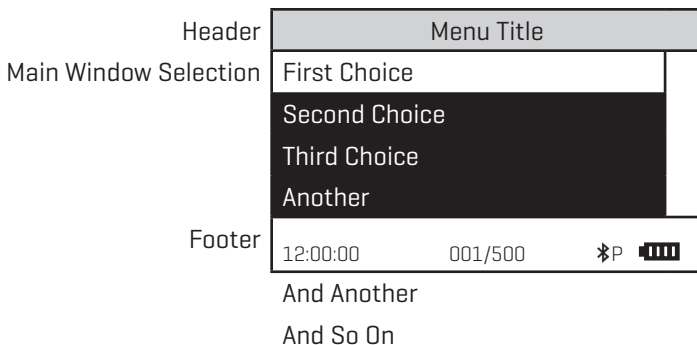 Header Menu Title
Main Window Selection First Choice
Second Choice
Third Choice
Another
Footer 12:00:00 001/500 P
And Another
And So On